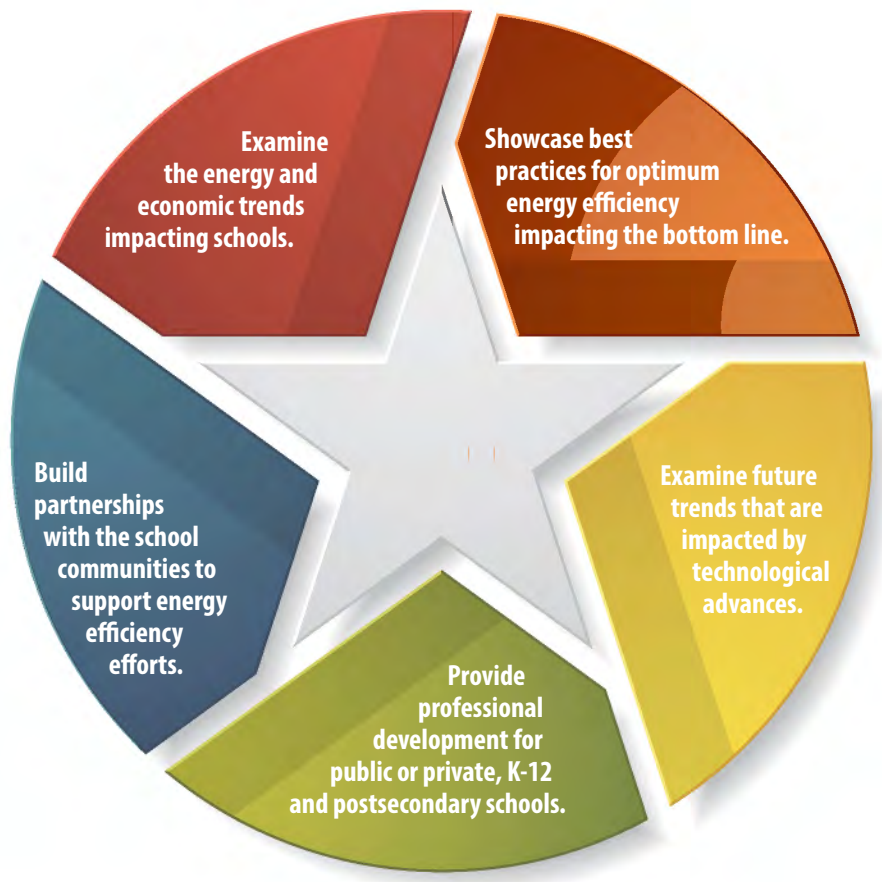 Examine
the energy and
economic trends
impacting schools.
Showcase best
practices for optimum
energy efficiency
impacting the bottom line.
Examine future
trends that are
impacted by
technological
advances.
Provide
professional
development for
public or private, K-12
and postsecondary schools.
Build
partnerships
with the school
communities to
support energy
efficiency
efforts.